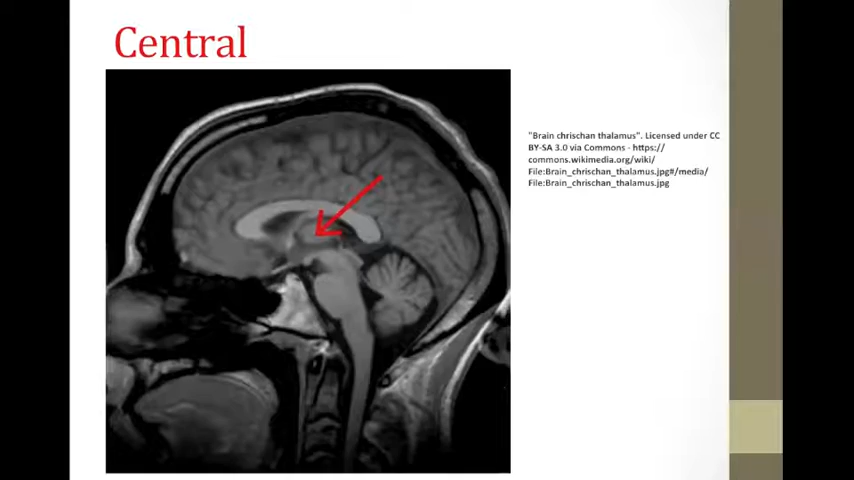 Central
"Brain chrischan thalamus". Licensed under CC
BY-SA 3.0 via Commons - https://
commons.wikimedia.org/wiki/
File:Brain_chrischan_thalamus.jpg#/media/
File:Brain_chrischan_thalamus.jpg